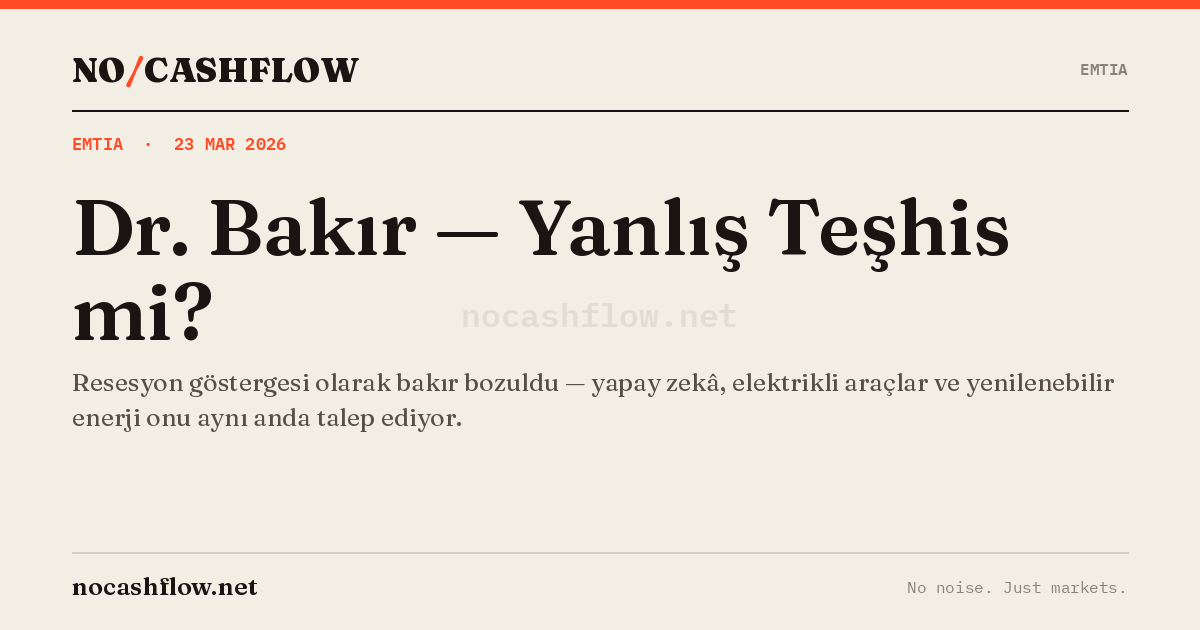 NO/CASHFLOW
EMTIA
EMTIA · 23 MAR 2026
Dr. Bakır — Yanlış Teşhis
mi?
nocashflow.net
Resesyon göstergesi olarak bakır bozuldu — yapay zekâ, elektrikli araçlar ve yenilenebilir
enerji onu aynı anda talep ediyor.
nocashflow.net
No noise. Just markets.